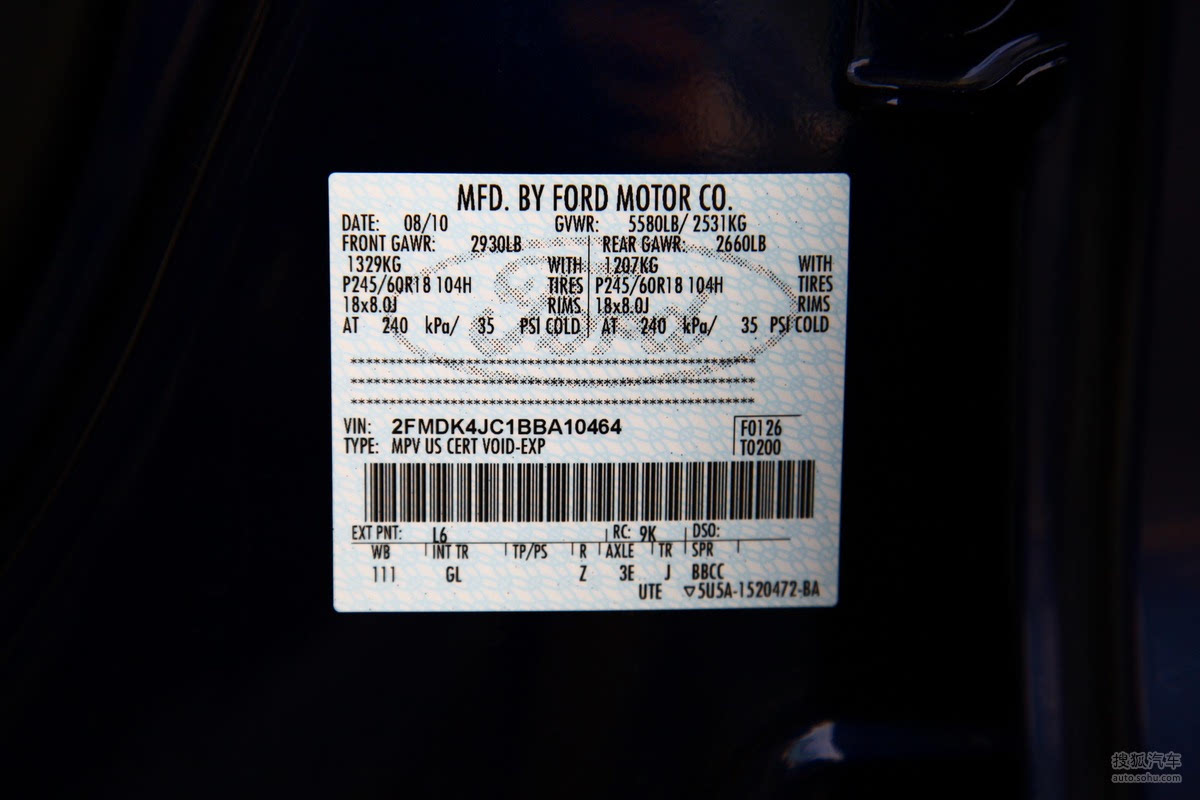 MFD. BY FORD MOTOR CO.
DATE: 08/10 GVWR: 5580LB/ 2531KG
FRONT GAWR: 2930LB REAR GAWR: 2660LB
1329KG WITH 1207KG WITH
P245/60R18 104H TIRES P245/60R18 104H TIRES
18x8.0J RIMS 18x8.0J RIMS
AT 240 kPa/ 35 PSI COLD AT 240 kPa/ 35 PSI COLD
Ford
VIN: 2FMDK4JC1BBA10464 F0126
TYPE: MPV US CERT VOID-EXP T0200
EXT PNT: L6 RC: 9K DSO:
WB INT TR TP/PS R AXLE TR SPR
111 GL Z 3E J BBCC
UTE ▽5U5A-1520472-BA
搜狐汽车
auto.sohu.com